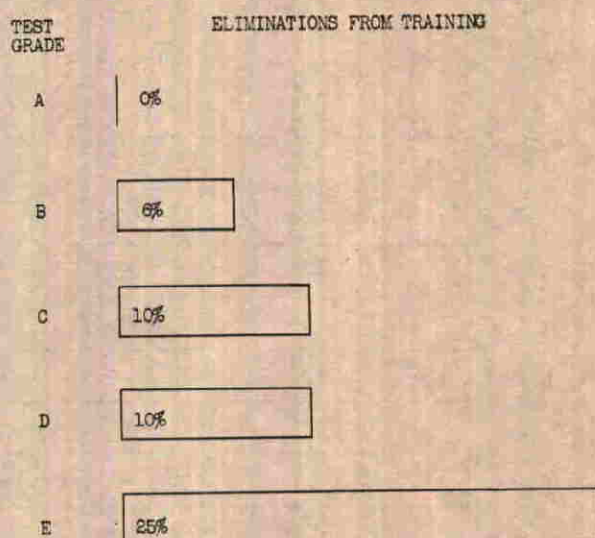 TEST GRADE
ELIMINATIONS FROM TRAINING
A 0%
B 6%
C 10%
D 10%
E 25%